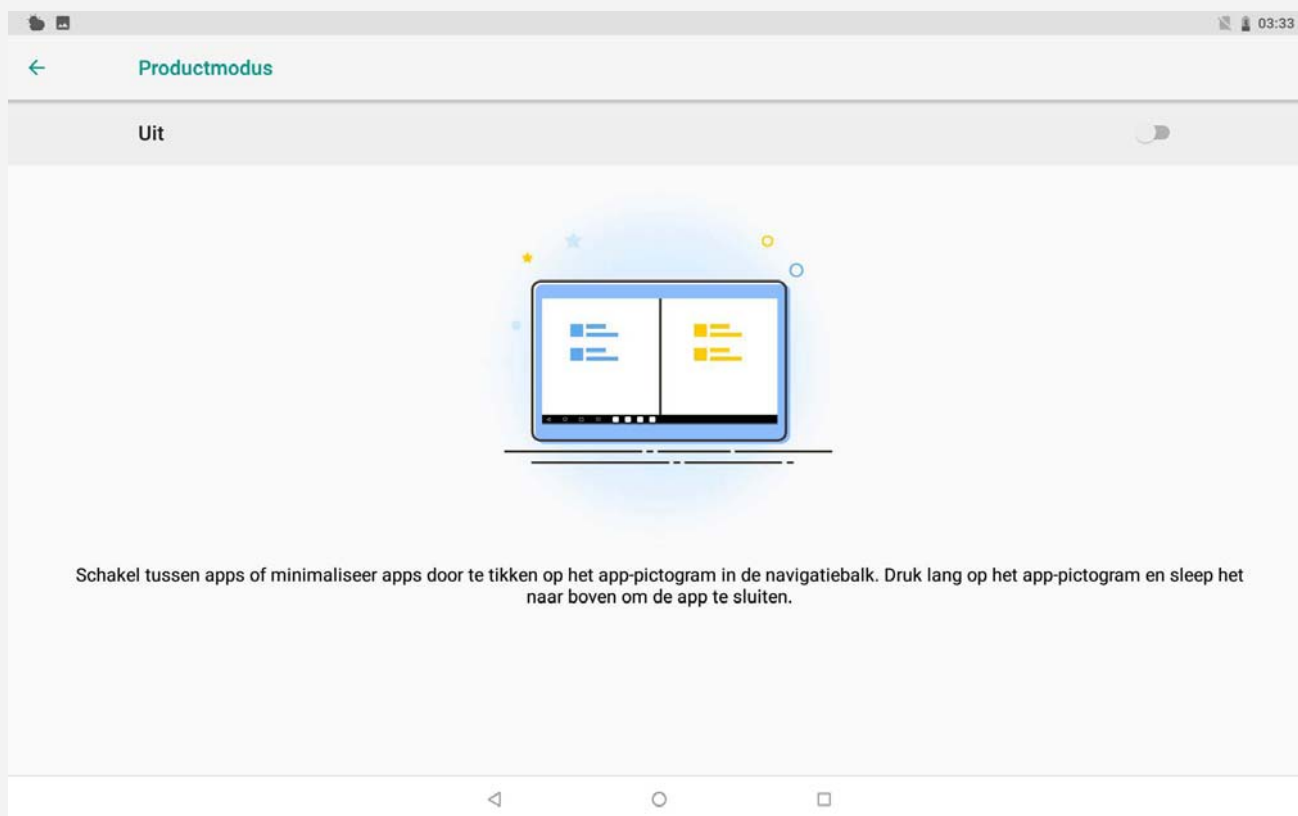 03:33
Productmodus
Uit
Schakel tussen apps of minimaliseer apps door te tikken op het app-pictogram in de navigatiebalk. Druk lang op het app-pictogram en sleep het
naar boven om de app te sluiten.